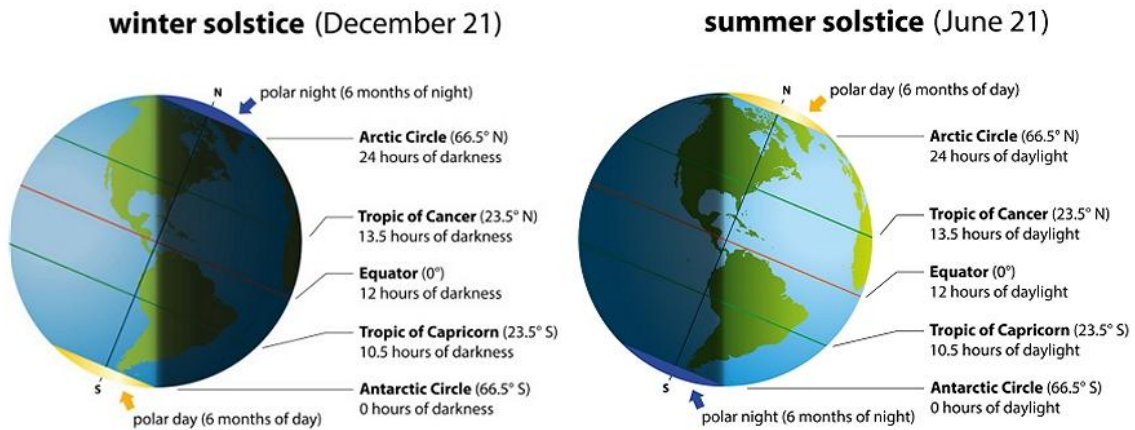 winter solstice (December 21)
N
polar night (6 months of night)
Arctic Circle (66.5° N)
24 hours of darkness
Tropic of Cancer (23.5° N)
13.5 hours of darkness
Equator (0°)
12 hours of darkness
Tropic of Capricorn (23.5° S)
10.5 hours of darkness
Antarctic Circle (66.5° S)
0 hours of darkness
S
polar day (6 months of day)
summer solstice (June 21)
N
polar day (6 months of day)
Arctic Circle (66.5° N)
24 hours of daylight
Tropic of Cancer (23.5° N)
13.5 hours of daylight
Equator (0°)
12 hours of daylight
Tropic of Capricorn (23.5° S)
10.5 hours of daylight
Antarctic Circle (66.5° S)
0 hours of daylight
S
polar night (6 months of night)